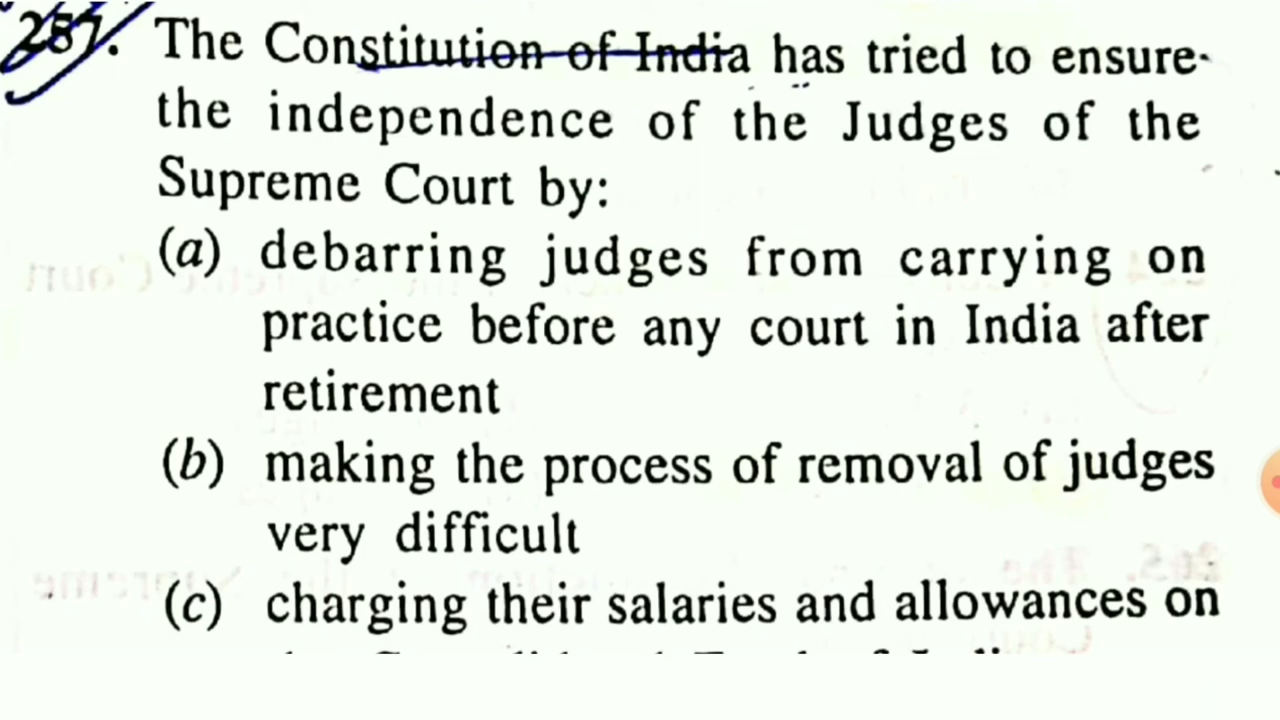 287. The Constitution of India has tried to ensure
the independence of the Judges of the
Supreme Court by:
(a) debarring judges from carrying on
practice before any court in India after
retirement
(b) making the process of removal of judges
very difficult
(c) charging their salaries and allowances on